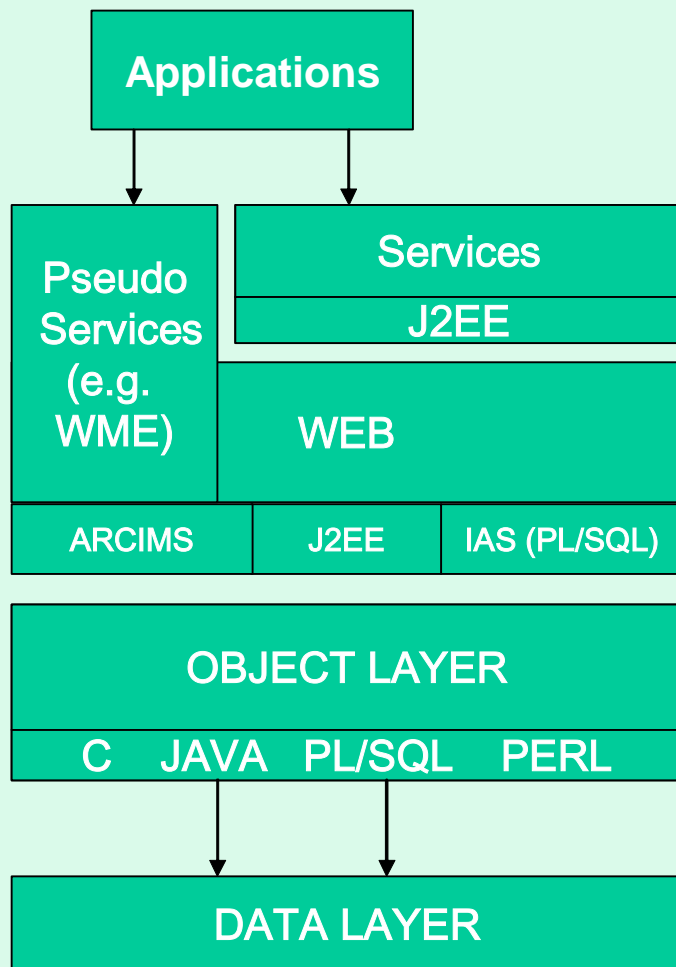 Applications
Pseudo
Services
(e.g.
WME)
Services
J2EE
WEB
ARCIMS
J2EE
IAS (PL/SQL)
OBJECT LAYER
C JAVA PL/SQL PERL
DATA LAYER